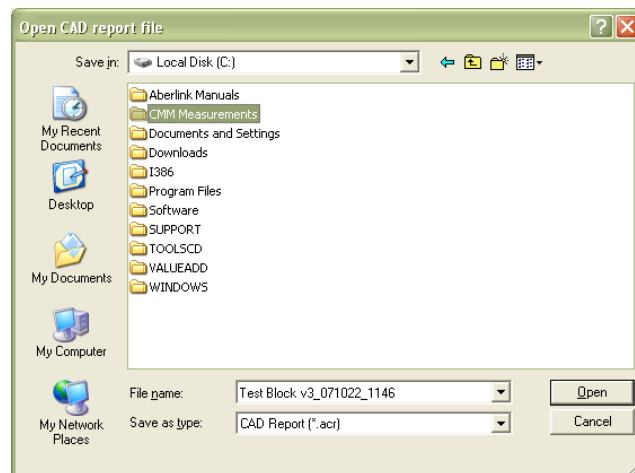 Open CAD report file
Save in: Local Disk (C:)
My Recent Documents
Desktop
My Documents
My Computer
My Network Places
Aberlink Manuals
CMM Measurements
Documents and Settings
Downloads
I386
Program Files
Software
SUPPORT
TOOLSCD
VALUEADD
WINDOWS
File name: Test Block v3_071022_1146 Open
Save as type: CAD Report (*.acr) Cancel